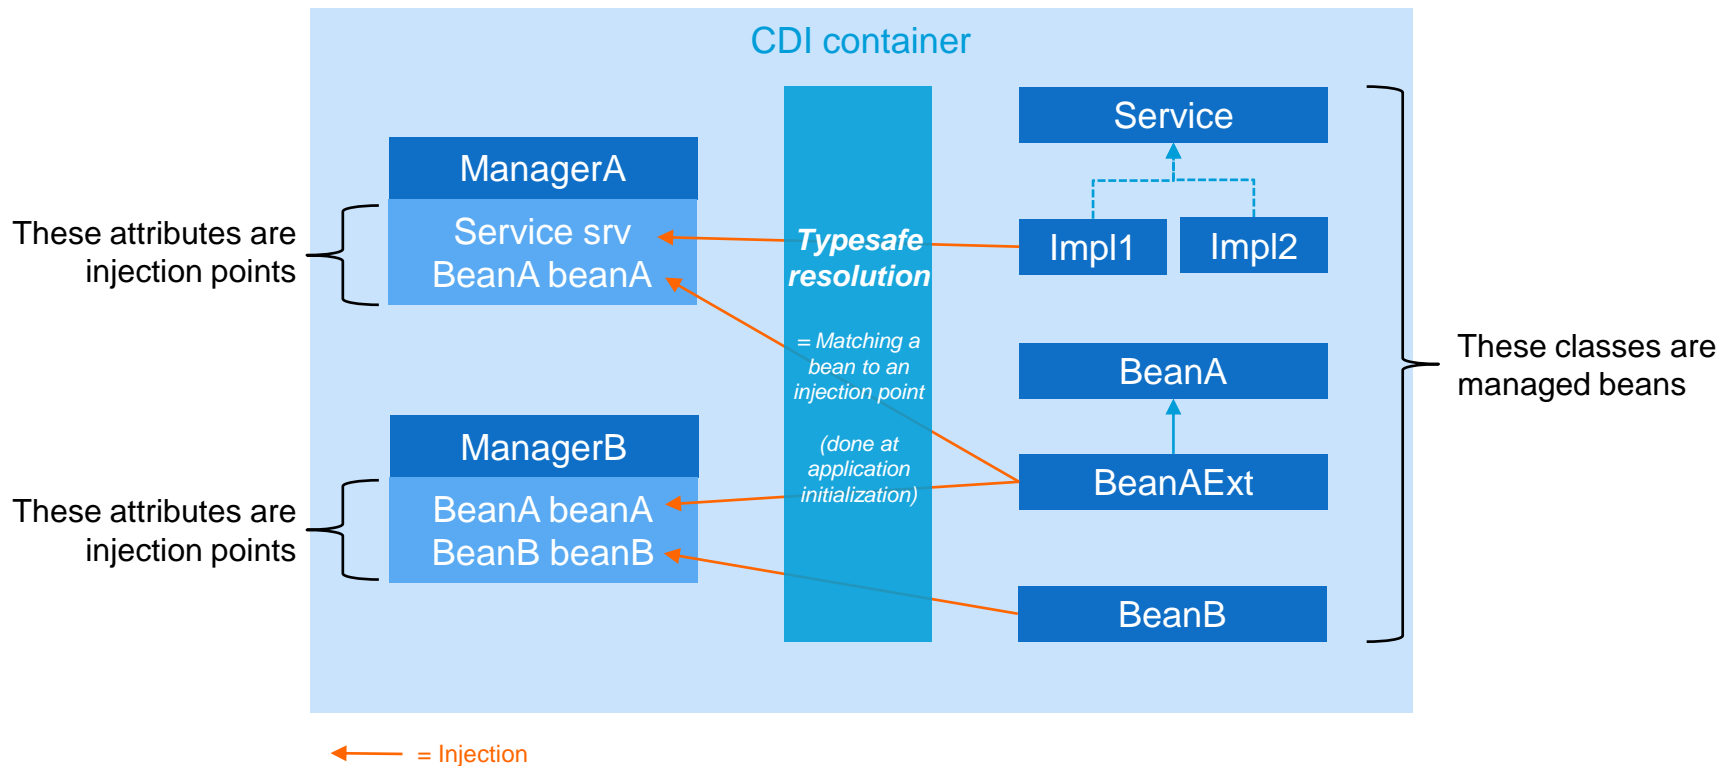 CDI container
These attributes are
injection points
ManagerA
Service srv
BeanA beanA
These attributes are
injection points
ManagerB
BeanA beanA
BeanB beanB
Typesafe
resolution
= Matching a
bean to an
injection point
(done at
application
initialization)
Service
Impl1
Impl2
BeanA
BeanAExt
BeanB
These classes are
managed beans
= Injection